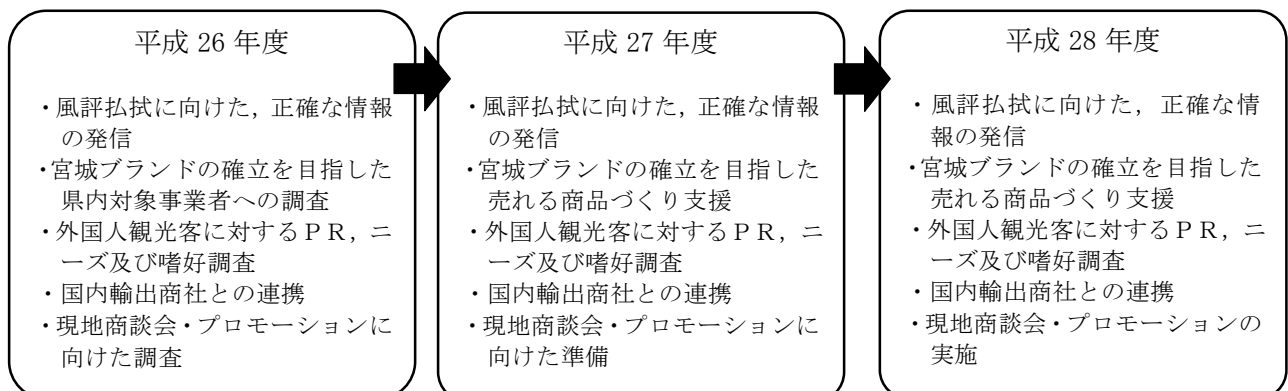 平成 26 年度
・風評払拭に向けた，正確な情報
の発信
・宮城ブランドの確立を目指した
県内対象事業者への調査
・外国人観光客に対するＰＲ，ニ
ーズ及び嗜好調査
・国内輸出商社との連携
・現地商談会・プロモーションに
向けた調査
平成 27 年度
・風評払拭に向けた，正確な情報
の発信
・宮城ブランドの確立を目指した
売れる商品づくり支援
・外国人観光客に対するＰＲ，ニ
ーズ及び嗜好調査
・国内輸出商社との連携
・現地商談会・プロモーションに
向けた準備
平成 28 年度
・風評払拭に向けた，正確な情
報の発信
・宮城ブランドの確立を目指した
売れる商品づくり支援
・外国人観光客に対するＰＲ，ニ
ーズ及び嗜好調査
・国内輸出商社との連携
・現地商談会・プロモーションの
実施